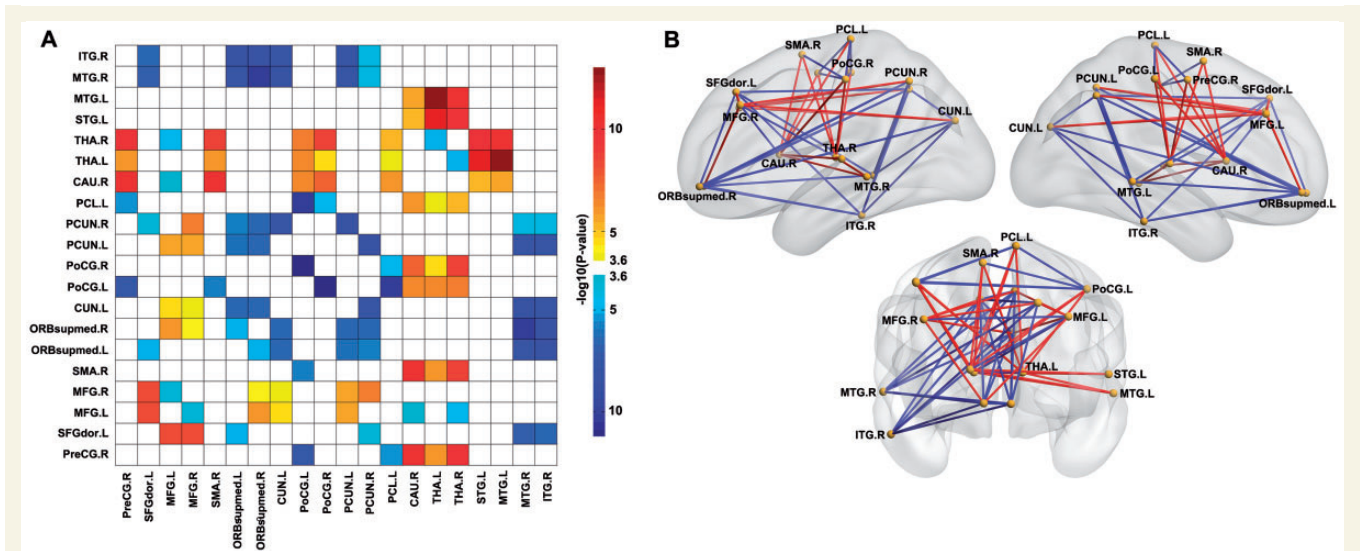 A
ITG.R
MTG.R
MTG.L
STG.L
THA.R
THA.L
CAU.R
PCL.L
PCUN.R
PCUN.L
PoCG.R
PoCG.L
CUN.L
ORBsupmed.R
ORBsupmed.L
SMA.R
MFG.R
MFG.L
SFGdor.L
PreCG.R
PreCG.R
SFGdor.L
MFG.L
MFG.R
SMA.R
ORBsupmed.L
ORBsupmed.R
CUN.L
PoCG.L
PoCG.R
PCUN.L
PCUN.R
PCL.L
CAU.R
THA.L
THA.R
STG.L
MTG.L
MTG.R
ITG.R
10
5
3.6
3.6
5
10
-log10(P-value)
B
PCL.L
SMA.R
PoCG.R
PCUN.R
SFGdor.L
MFG.R
CUN.L
THA.R
CAU.R
MTG.R
ORBsupmed.R
ITG.R
PCL.L
SMA.R
PoCG.L
PreCG.R
PCUN.L
SFGdor.L
MFG.L
CUN.L
CAU.R
MTG.L
ORBsupmed.L
ITG.R
PCL.L
SMA.R
PoCG.L
MFG.R
MFG.L
THA.L
STG.L
MTG.R
MTG.L
ITG.R